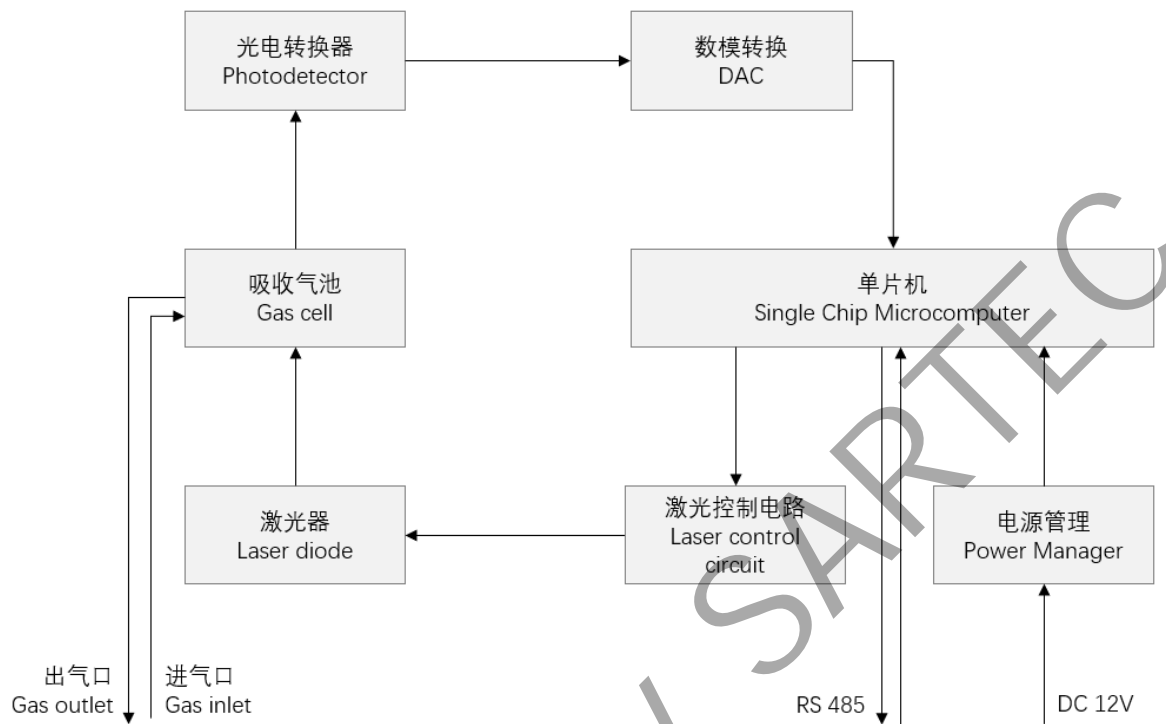 光电转换器
Photodetector
数模转换
DAC
吸收气池
Gas cell
单片机
Single Chip Microcomputer
激光器
Laser diode
激光控制电路
Laser control
circuit
电源管理
Power Manager
出气口
Gas outlet
进气口
Gas inlet
RS 485
DC 12V
SARTEC